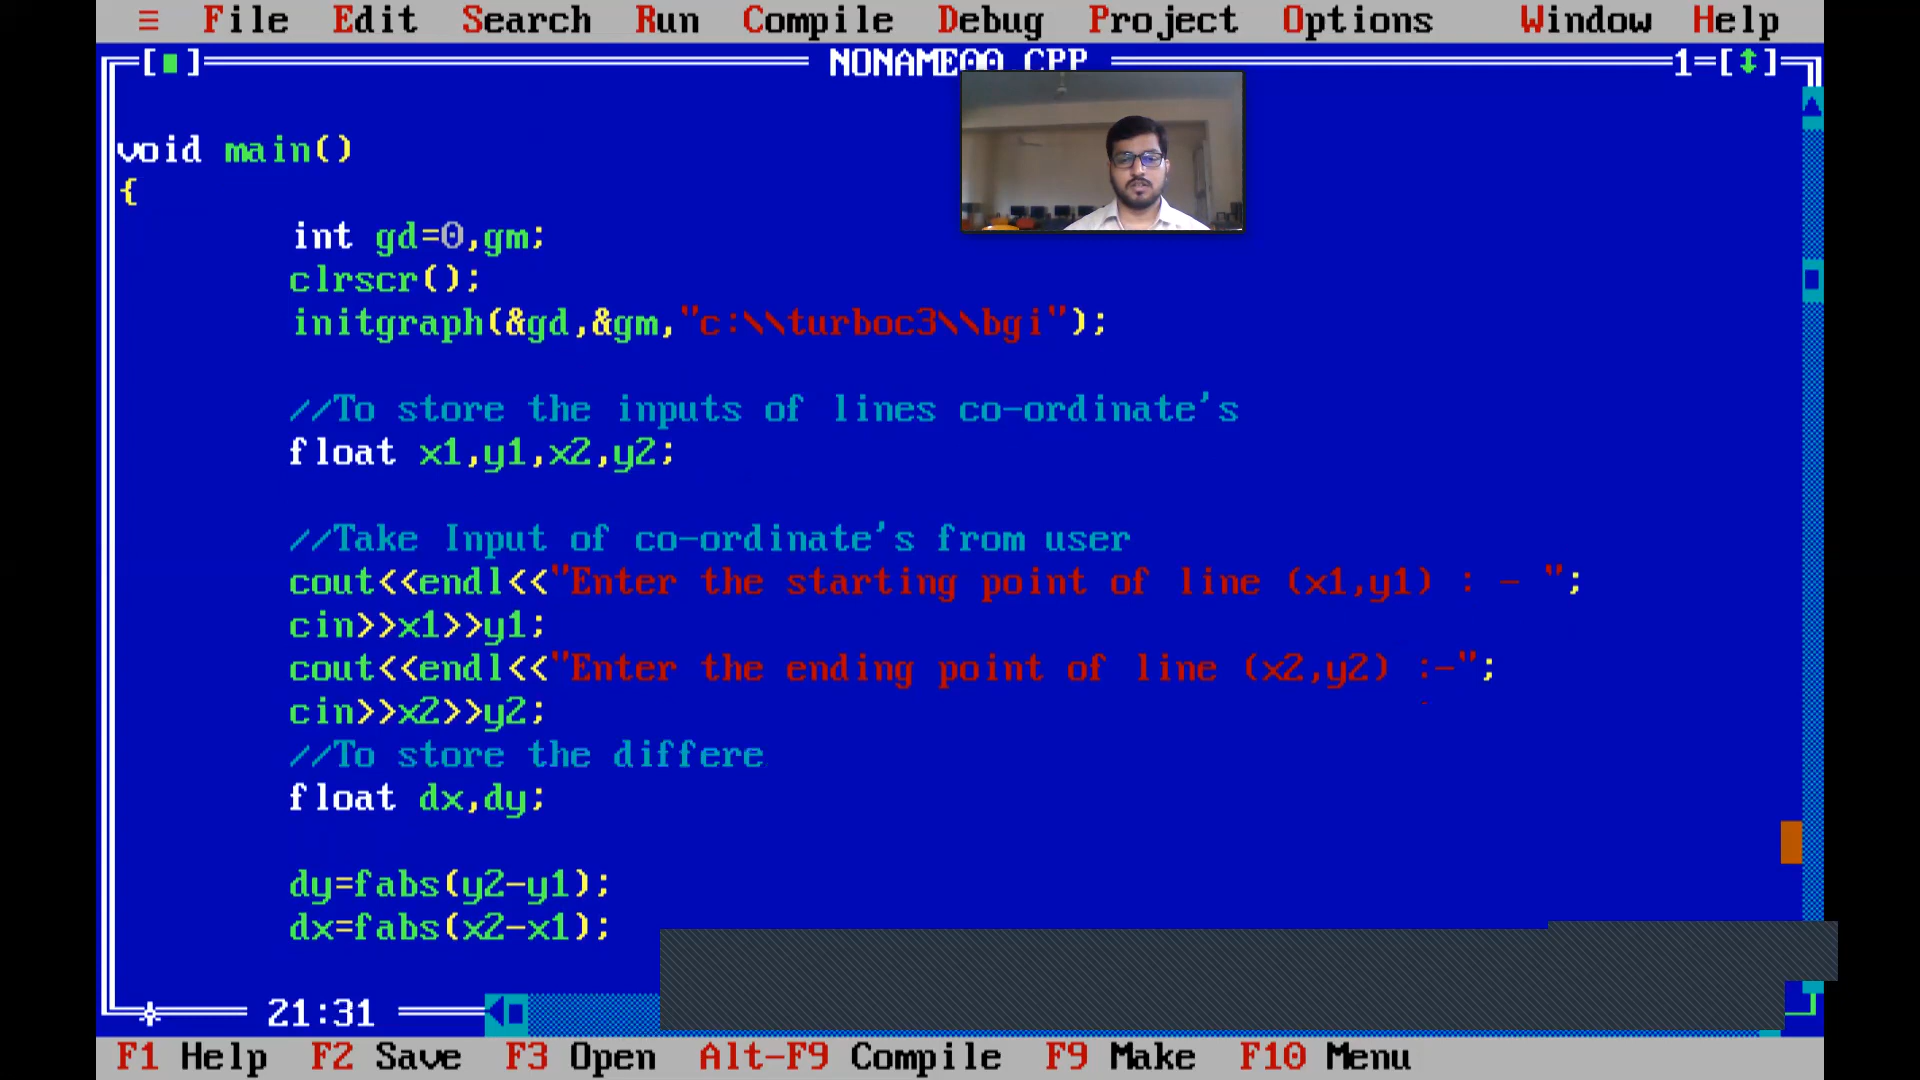 ≡ File Edit Search Run Compile Debug Project Options Window Help
[■] NONAME00.CPP 1=[↕]
void main()
{
int gd=0,gm;
clrscr();
initgraph(&gd,&gm,"c:\\turboc3\\bgi");
//To store the inputs of lines co-ordinate's
float x1,y1,x2,y2;
//Take Input of co-ordinate's from user
cout<<endl<<"Enter the starting point of line (x1,y1) : - ";
cin>>x1>>y1;
cout<<endl<<"Enter the ending point of line (x2,y2) :-";
cin>>x2>>y2;
//To store the differe
float dx,dy;
dy=fabs(y2-y1);
dx=fabs(x2-x1);
21:31
F1 Help F2 Save F3 Open Alt-F9 Compile F9 Make F10 Menu